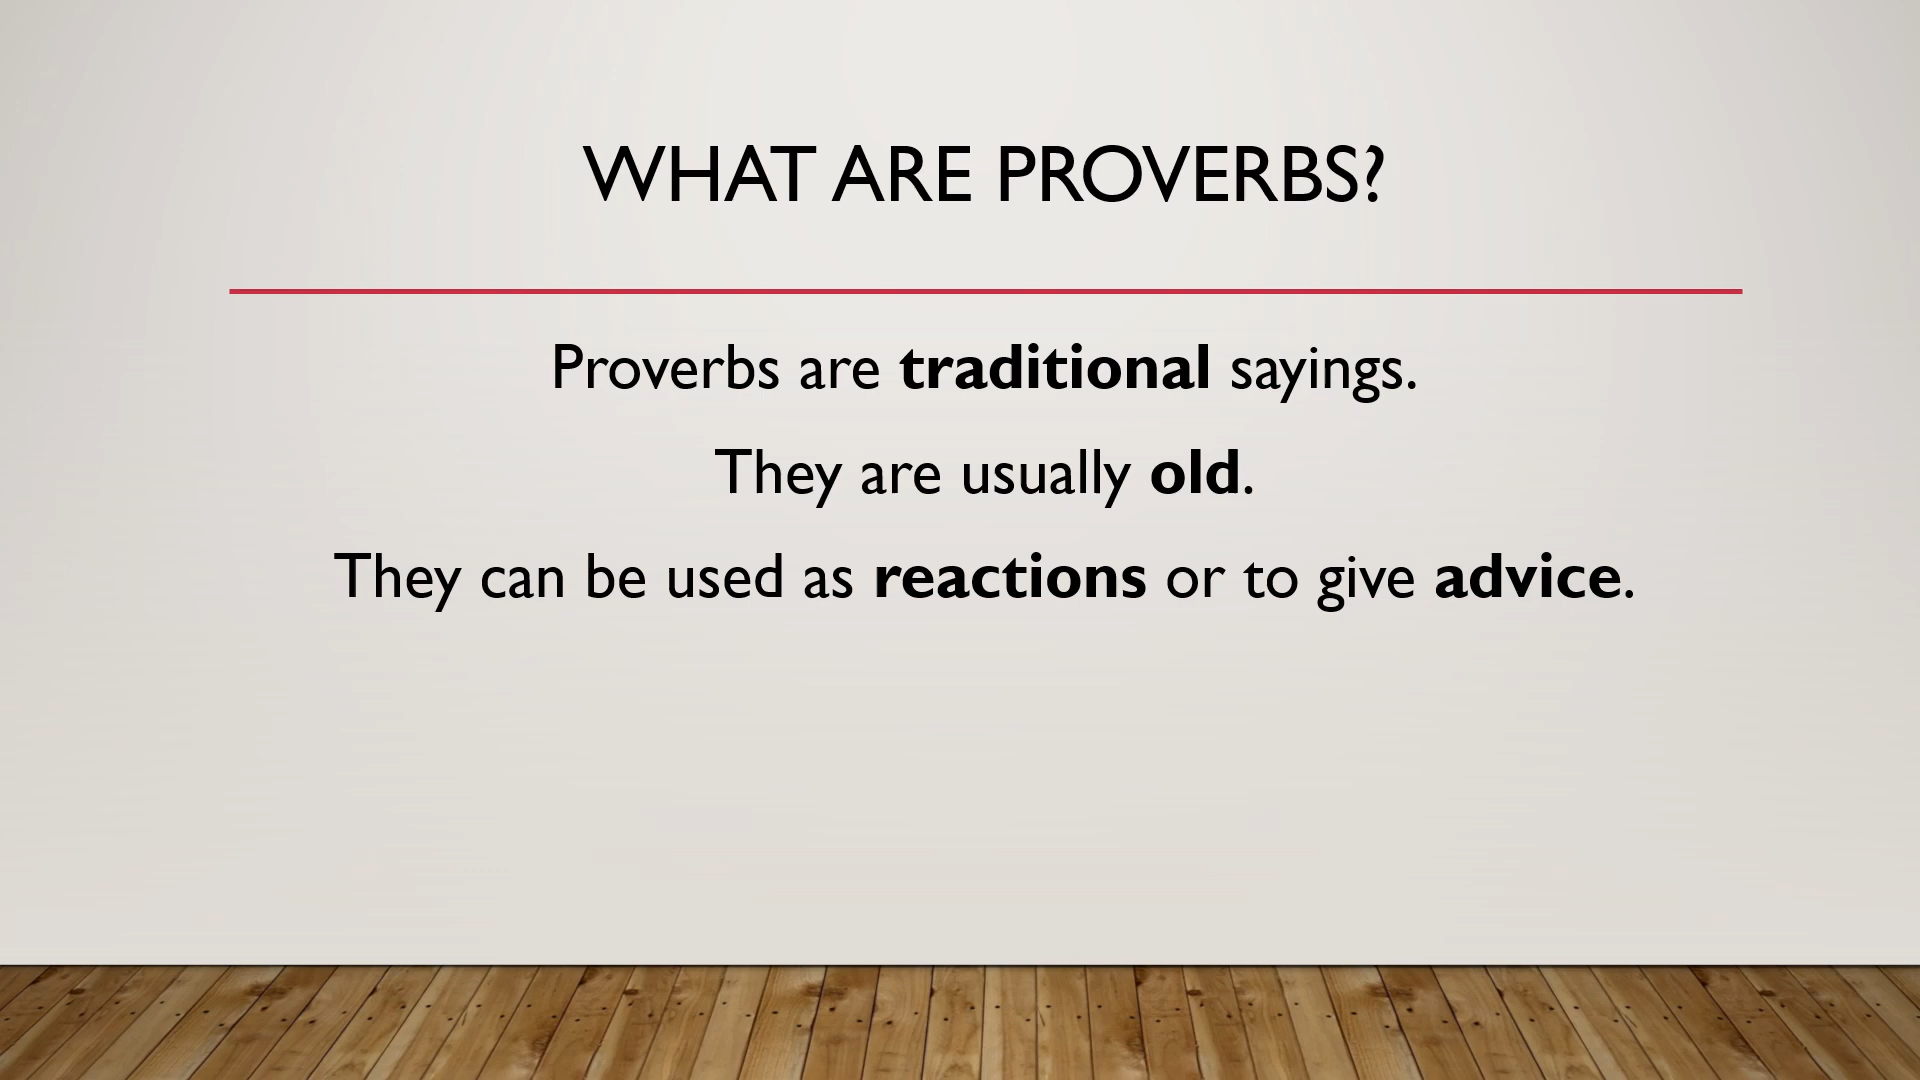 WHAT ARE PROVERBS?
Proverbs are traditional sayings.
They are usually old.
They can be used as reactions or to give advice.